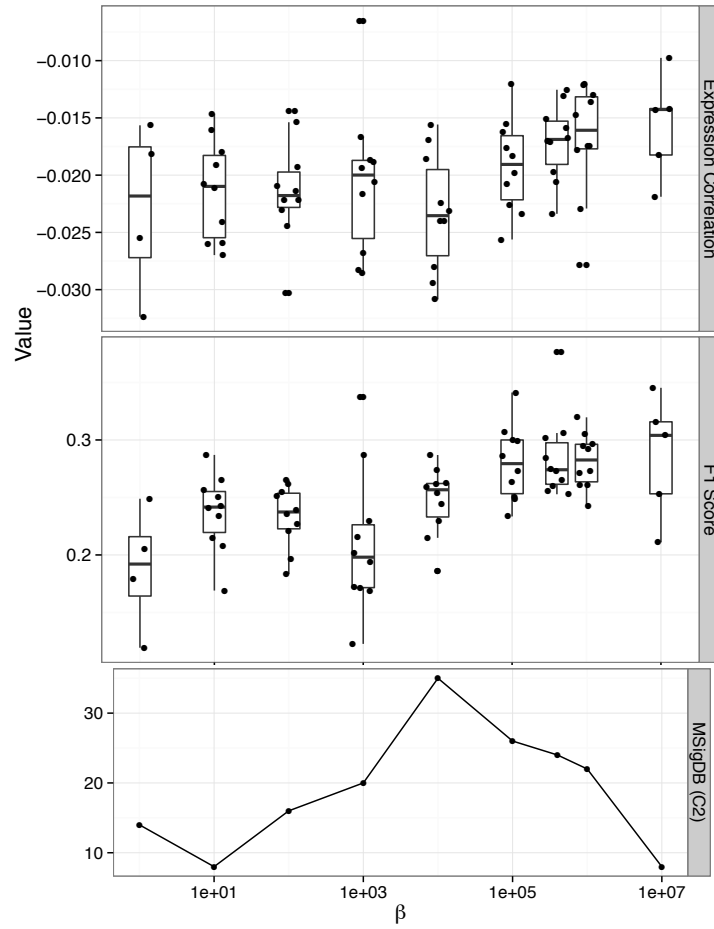 −0.010
−0.015
−0.020
−0.025
−0.030
Expression Correlation
Value
0.3
0.2
F1 Score
30
20
10
MSigDB (C2)
1e+01
1e+03
1e+05
1e+07
β